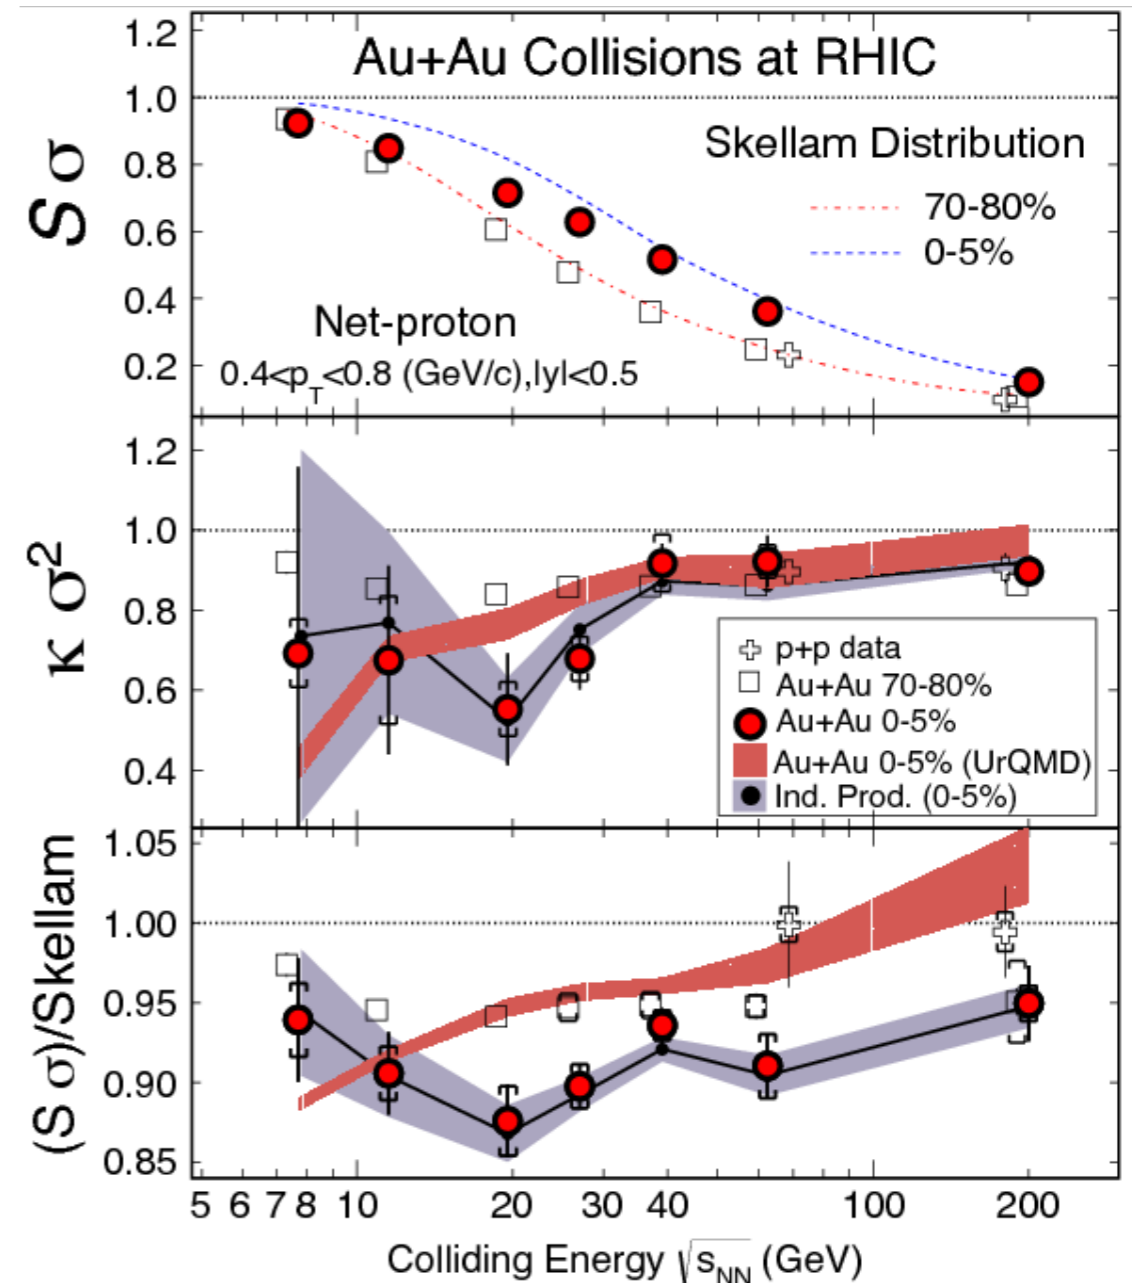 Au+Au Collisions at RHIC
S σ
1.2
1.0
0.8
0.6
0.4
0.2
Skellam Distribution
70-80%
0-5%
Net-proton
0.4<p_T<0.8 (GeV/c),|y|<0.5
κ σ²
1.2
1.0
0.8
0.6
0.4
p+p data
Au+Au 70-80%
Au+Au 0-5%
Au+Au 0-5% (UrQMD)
Ind. Prod. (0-5%)
(S σ)/Skellam
1.05
1.00
0.95
0.90
0.85
5 6 7 8 10 20 30 40 100 200
Colliding Energy √s_NN (GeV)